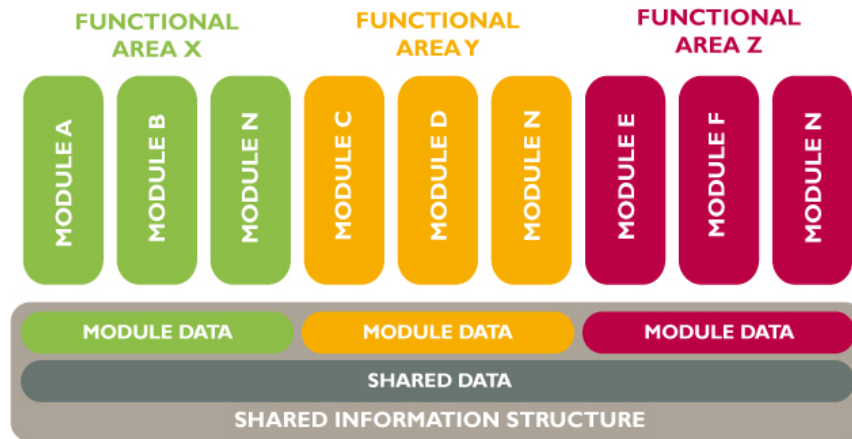 FUNCTIONAL
AREA X
FUNCTIONAL
AREA Y
FUNCTIONAL
AREA Z
MODULE A
MODULE B
MODULE N
MODULE C
MODULE D
MODULE N
MODULE E
MODULE F
MODULE N
MODULE DATA
MODULE DATA
MODULE DATA
SHARED DATA
SHARED INFORMATION STRUCTURE